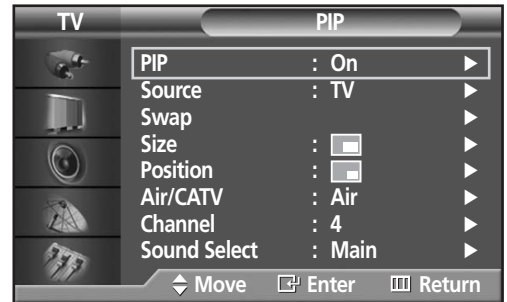 TV PIP
PIP : On
Source : TV
Swap
Size :
Position :
Air/CATV : Air
Channel : 4
Sound Select : Main
Move Enter Return